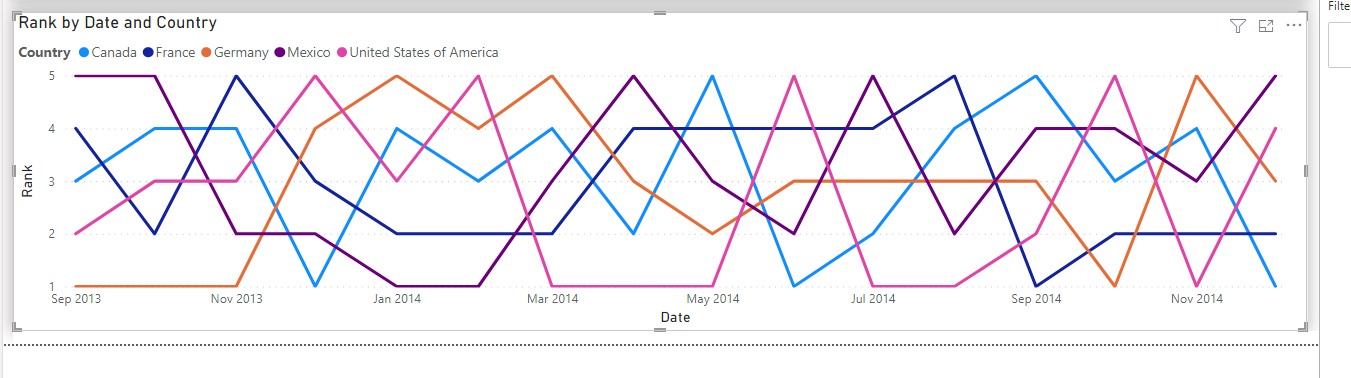 Filte
Rank by Date and Country
Country Canada France Germany Mexico United States of America
5
4
3
2
1
Rank
Sep 2013 Nov 2013 Jan 2014 Mar 2014 May 2014 Jul 2014 Sep 2014 Nov 2014
Date